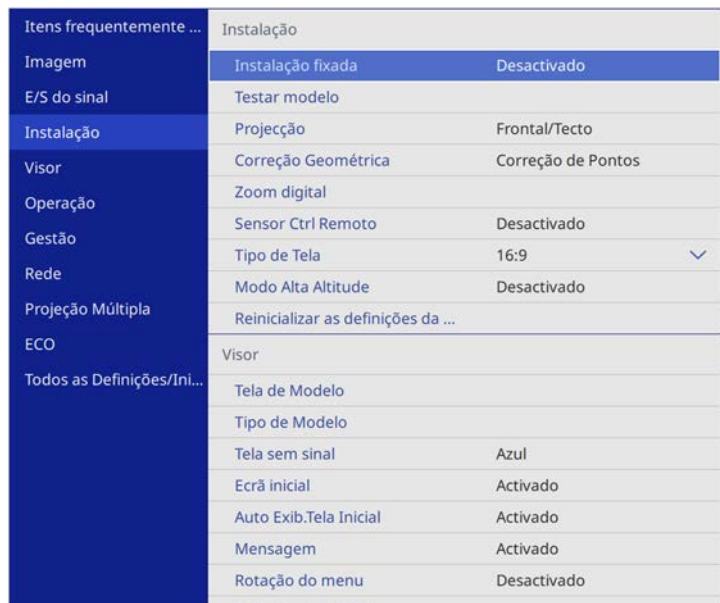 Itens frequentemente ...
Imagem
E/S do sinal
Instalação
Visor
Operação
Gestão
Rede
Projeção Múltipla
ECO
Todos as Definições/Ini...
Instalação
Instalação fixada Desactivado
Testar modelo
Projecção Frontal/Tecto
Correção Geométrica Correção de Pontos
Zoom digital
Sensor Ctrl Remoto Desactivado
Tipo de Tela 16:9
Modo Alta Altitude Desactivado
Reinicializar as definições da ...
Visor
Tela de Modelo
Tipo de Modelo
Tela sem sinal Azul
Ecrã inicial Activado
Auto Exib.Tela Inicial Activado
Mensagem Activado
Rotação do menu Desactivado